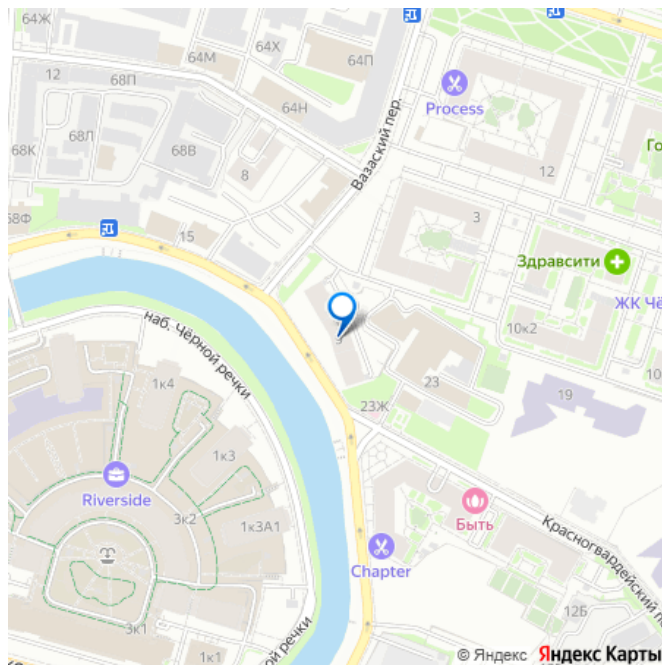 64Ж
64М
64Х
64П
12
68П
64Н
Process
68Л
68К
68В
8
Вазаский пер.
12
3
68Ф
15
Здравсити
наб. Чёрной речки
10к2
1к4
23
19
23Ж
1к3
Riverside
3к2
1к3А1
Быть
Красногвардейский
Chapter
12Б
3к1
1к1
речки
© Яндекс Яндекс Карты